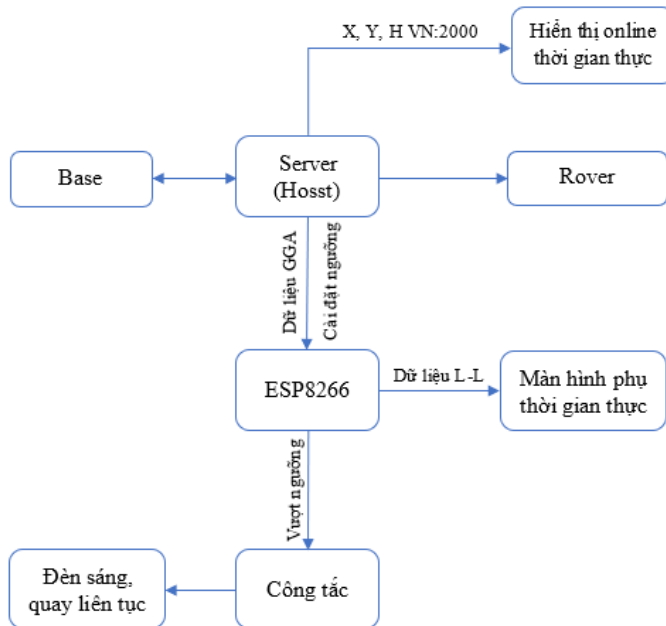 X, Y, H VN:2000
Hiển thị online
thời gian thực
Base
Server
(Hosst)
Rover
Dữ liệu GGA
Cài đặt ngưỡng
ESP8266
Dữ liệu L-L
Màn hình phụ
thời gian thực
Vượt ngưỡng
Đèn sáng,
quay liên tục
Công tắc